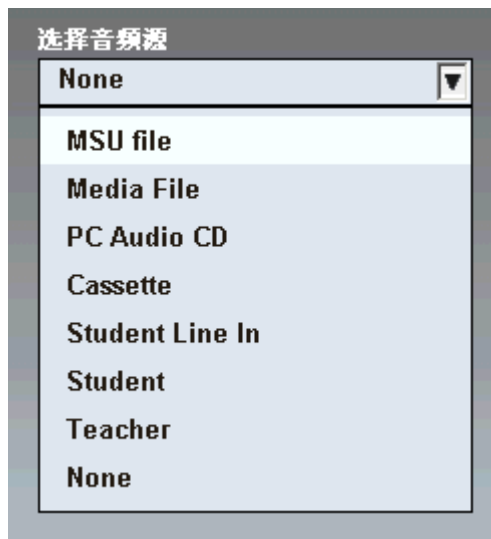 选择音频源
None
MSU file
Media File
PC Audio CD
Cassette
Student Line In
Student
Teacher
None